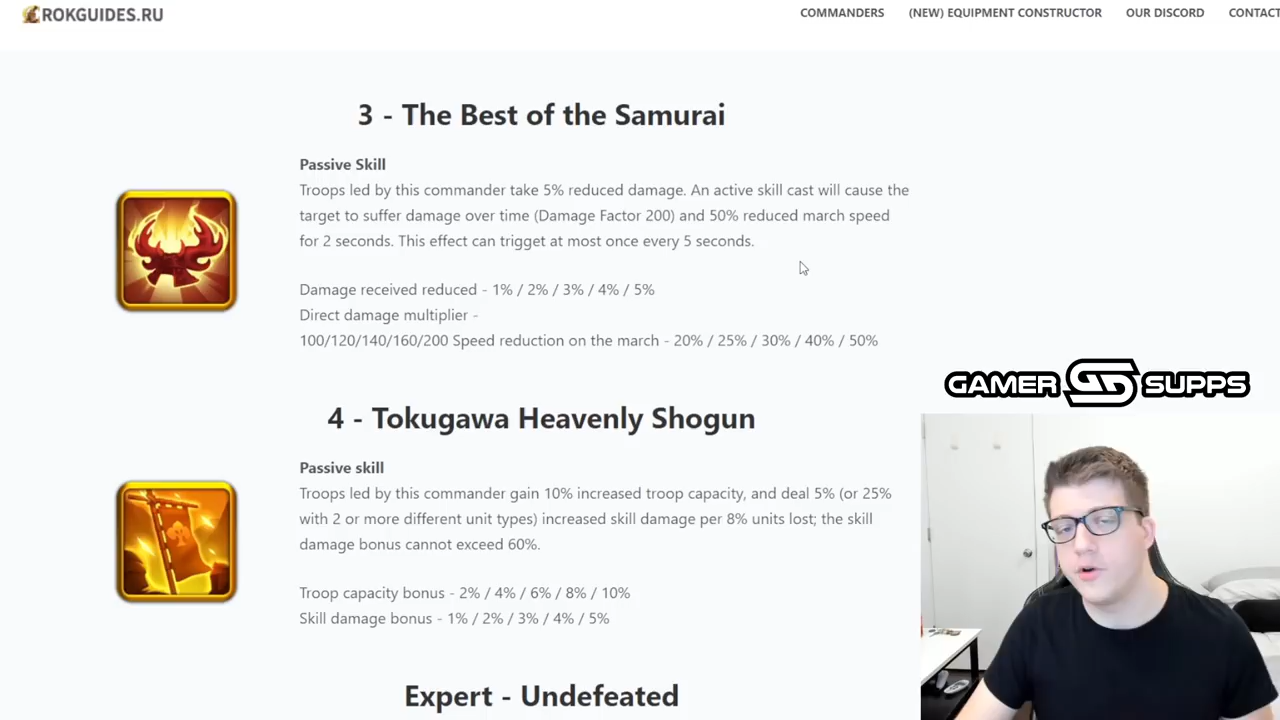 ROKGUIDES.RU
COMMANDERS (NEW) EQUIPMENT CONSTRUCTOR OUR DISCORD CONTACT
3 - The Best of the Samurai
Passive Skill
Troops led by this commander take 5% reduced damage. An active skill cast will cause the
target to suffer damage over time (Damage Factor 200) and 50% reduced march speed
for 2 seconds. This effect can trigget at most once every 5 seconds.
Damage received reduced - 1% / 2% / 3% / 4% / 5%
Direct damage multiplier -
100/120/140/160/200 Speed reduction on the march - 20% / 25% / 30% / 40% / 50%
GAMER GS SUPPS
4 - Tokugawa Heavenly Shogun
Passive skill
Troops led by this commander gain 10% increased troop capacity, and deal 5% (or 25%
with 2 or more different unit types) increased skill damage per 8% units lost; the skill
damage bonus cannot exceed 60%.
Troop capacity bonus - 2% / 4% / 6% / 8% / 10%
Skill damage bonus - 1% / 2% / 3% / 4% / 5%
Expert - Undefeated